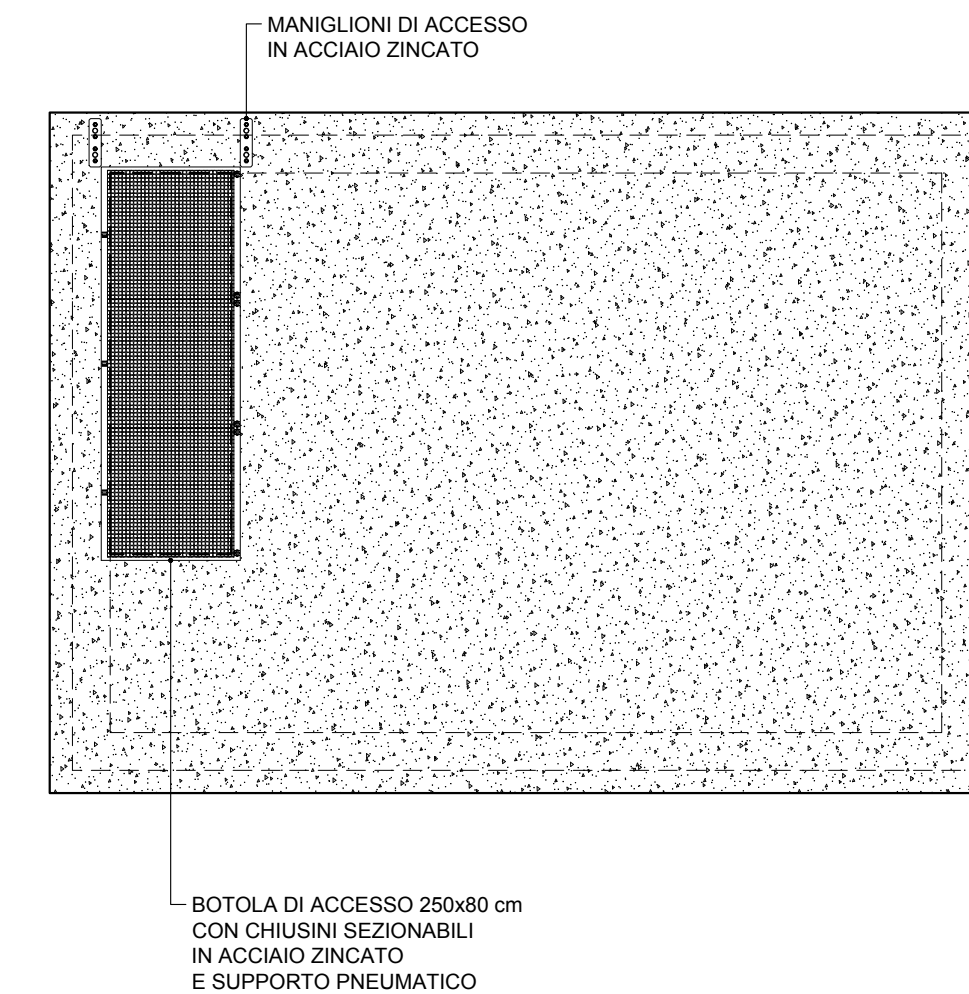 MANIGLIONI DI ACCESSO
IN ACCIAIO ZINCATO
BOTOLA DI ACCESSO 250x80 cm
CON CHIUSINI SEZIONABILI
IN ACCIAIO ZINCATO
E SUPPORTO PNEUMATICO